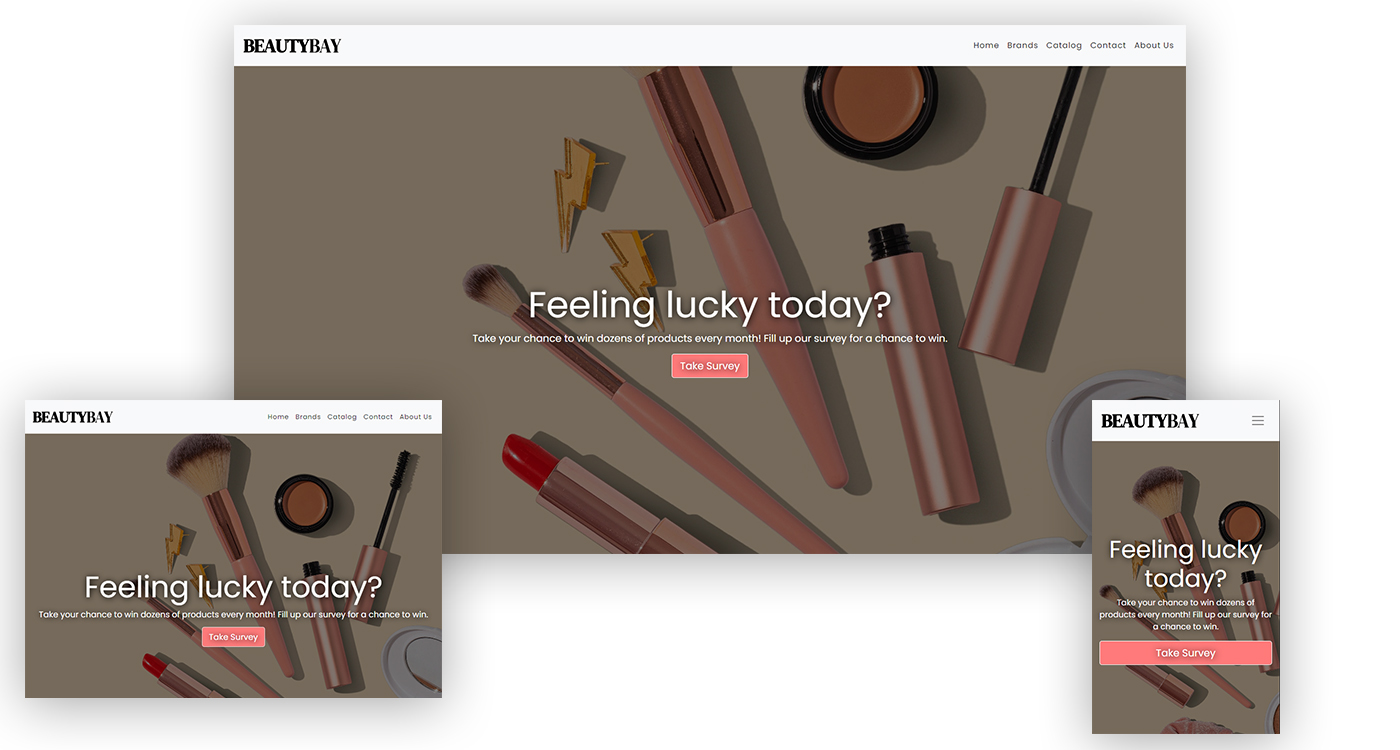 BEAUTYBAY
Home Brands Catalog Contact About Us
Feeling lucky today?
Take your chance to win dozens of products every month! Fill up our survey for a chance to win.
Take Survey
BEAUTYBAY
Home Brands Catalog Contact About Us
Feeling lucky today?
Take your chance to win dozens of products every month! Fill up our survey for a chance to win.
Take Survey
BEAUTYBAY
Feeling lucky
today?
Take your chance to win dozens of
products every month! Fill up our survey for
a chance to win.
Take Survey